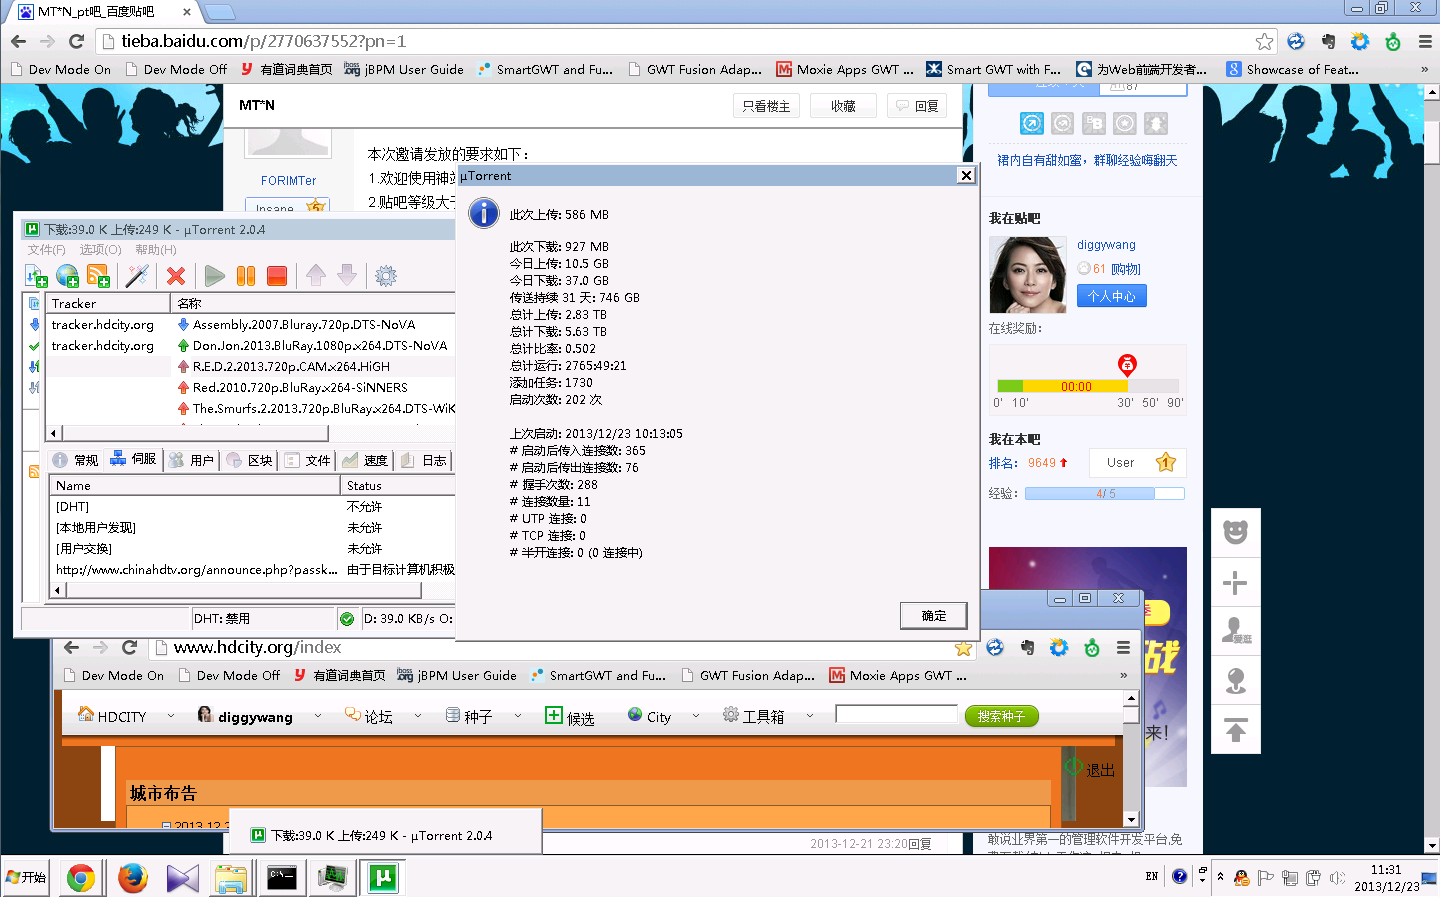 MT*N_pt吧_百度贴吧
tieba.baidu.com/p/2770637552?pn=1
Dev Mode On
Dev Mode Off
有道词典首页
jBPM User Guide
SmartGWT and Fu...
GWT Fusion Adap...
Moxie Apps GWT ...
Smart GWT with F...
为Web前端开发者...
Showcase of Feat...
»
MT*N
只看楼主
收藏
回复
FORIMTer
Insane 5
本次邀请发放的要求如下：
1.欢迎使用神
2.贴吧等级大于
87
裙内自有甜如蜜，群聊经验嗨翻天
我在贴吧
diggywang
61 [购物]
个人中心
在线奖励：
00:00
0' 10' 30' 50' 90'
我在本吧
排名： 9649
User 1
经验： 4/ 5
爱逛
来！
敢说业界第一的管理软件开发平台,免
下载:39.0 K 上传:249 K - µTorrent 2.0.4
文件(F) 选项(O) 帮助(H)
Tracker 名称
tracker.hdcity.org Assembly.2007.Bluray.720p.DTS-NoVA
tracker.hdcity.org Don.Jon.2013.BluRay.1080p.x264.DTS-NoVA
R.E.D.2.2013.720p.CAM.x264.HiGH
Red.2010.720p.BluRay.x264-SiNNERS
The.Smurfs.2.2013.720p.BluRay.x264.DTS-WiK
常规 伺服 用户 区块 文件 速度 日志
Name Status
[DHT] 不允许
[本地用户发现] 未允许
[用户交换] 未允许
http://www.chinahdtv.org/announce.php?passk... 由于目标计算机积极
DHT: 禁用
D: 39.0 KB/s O:
µTorrent
此次上传: 586 MB
此次下载: 927 MB
今日上传: 10.5 GB
今日下载: 37.0 GB
传送持续 31 天: 746 GB
总计上传: 2.83 TB
总计下载: 5.63 TB
总计比率: 0.502
总计运行: 2765:49:21
添加任务: 1730
启动次数: 202 次
上次启动: 2013/12/23 10:13:05
# 启动后传入连接数: 365
# 启动后传出连接数: 76
# 握手次数: 288
# 连接数量: 11
# UTP 连接: 0
# TCP 连接: 0
# 半开连接: 0 (0 连接中)
确定
www.hdcity.org/index
Dev Mode On
Dev Mode Off
有道词典首页
jBPM User Guide
SmartGWT and Fu...
GWT Fusion Adap...
Moxie Apps GWT ...
»
HDCITY
diggywang
论坛
种子
候选
City
工具箱
搜索种子
退出
城市布告
2013.12.2
下载:39.0 K 上传:249 K - µTorrent 2.0.4
2013-12-21 23:20回复
开始
EN
11:31
2013/12/23